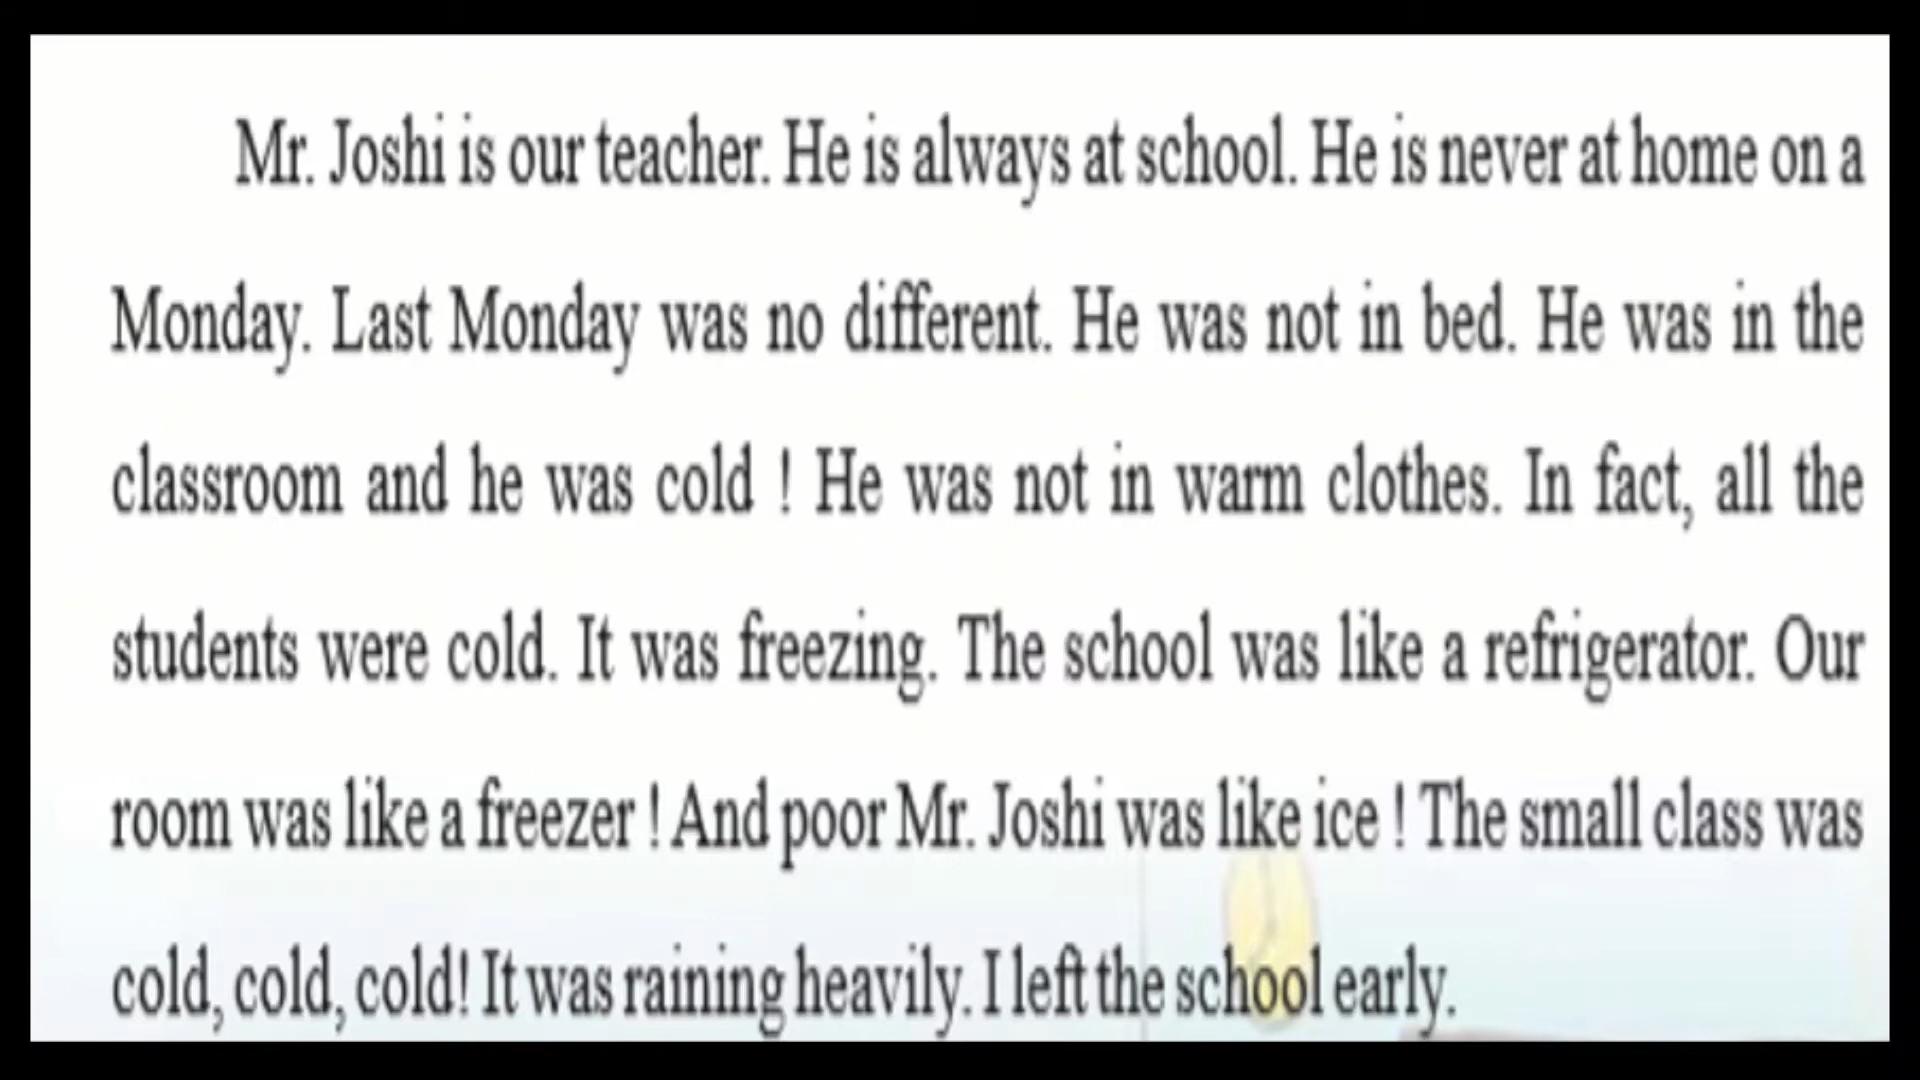 Mr. Joshi is our teacher. He is always at school. He is never at home on a
Monday. Last Monday was no different. He was not in bed. He was in the
classroom and he was cold ! He was not in warm clothes. In fact, all the
students were cold. It was freezing. The school was like a refrigerator. Our
room was like a freezer ! And poor Mr. Joshi was like ice ! The small class was
cold, cold, cold! It was raining heavily. I left the school early.